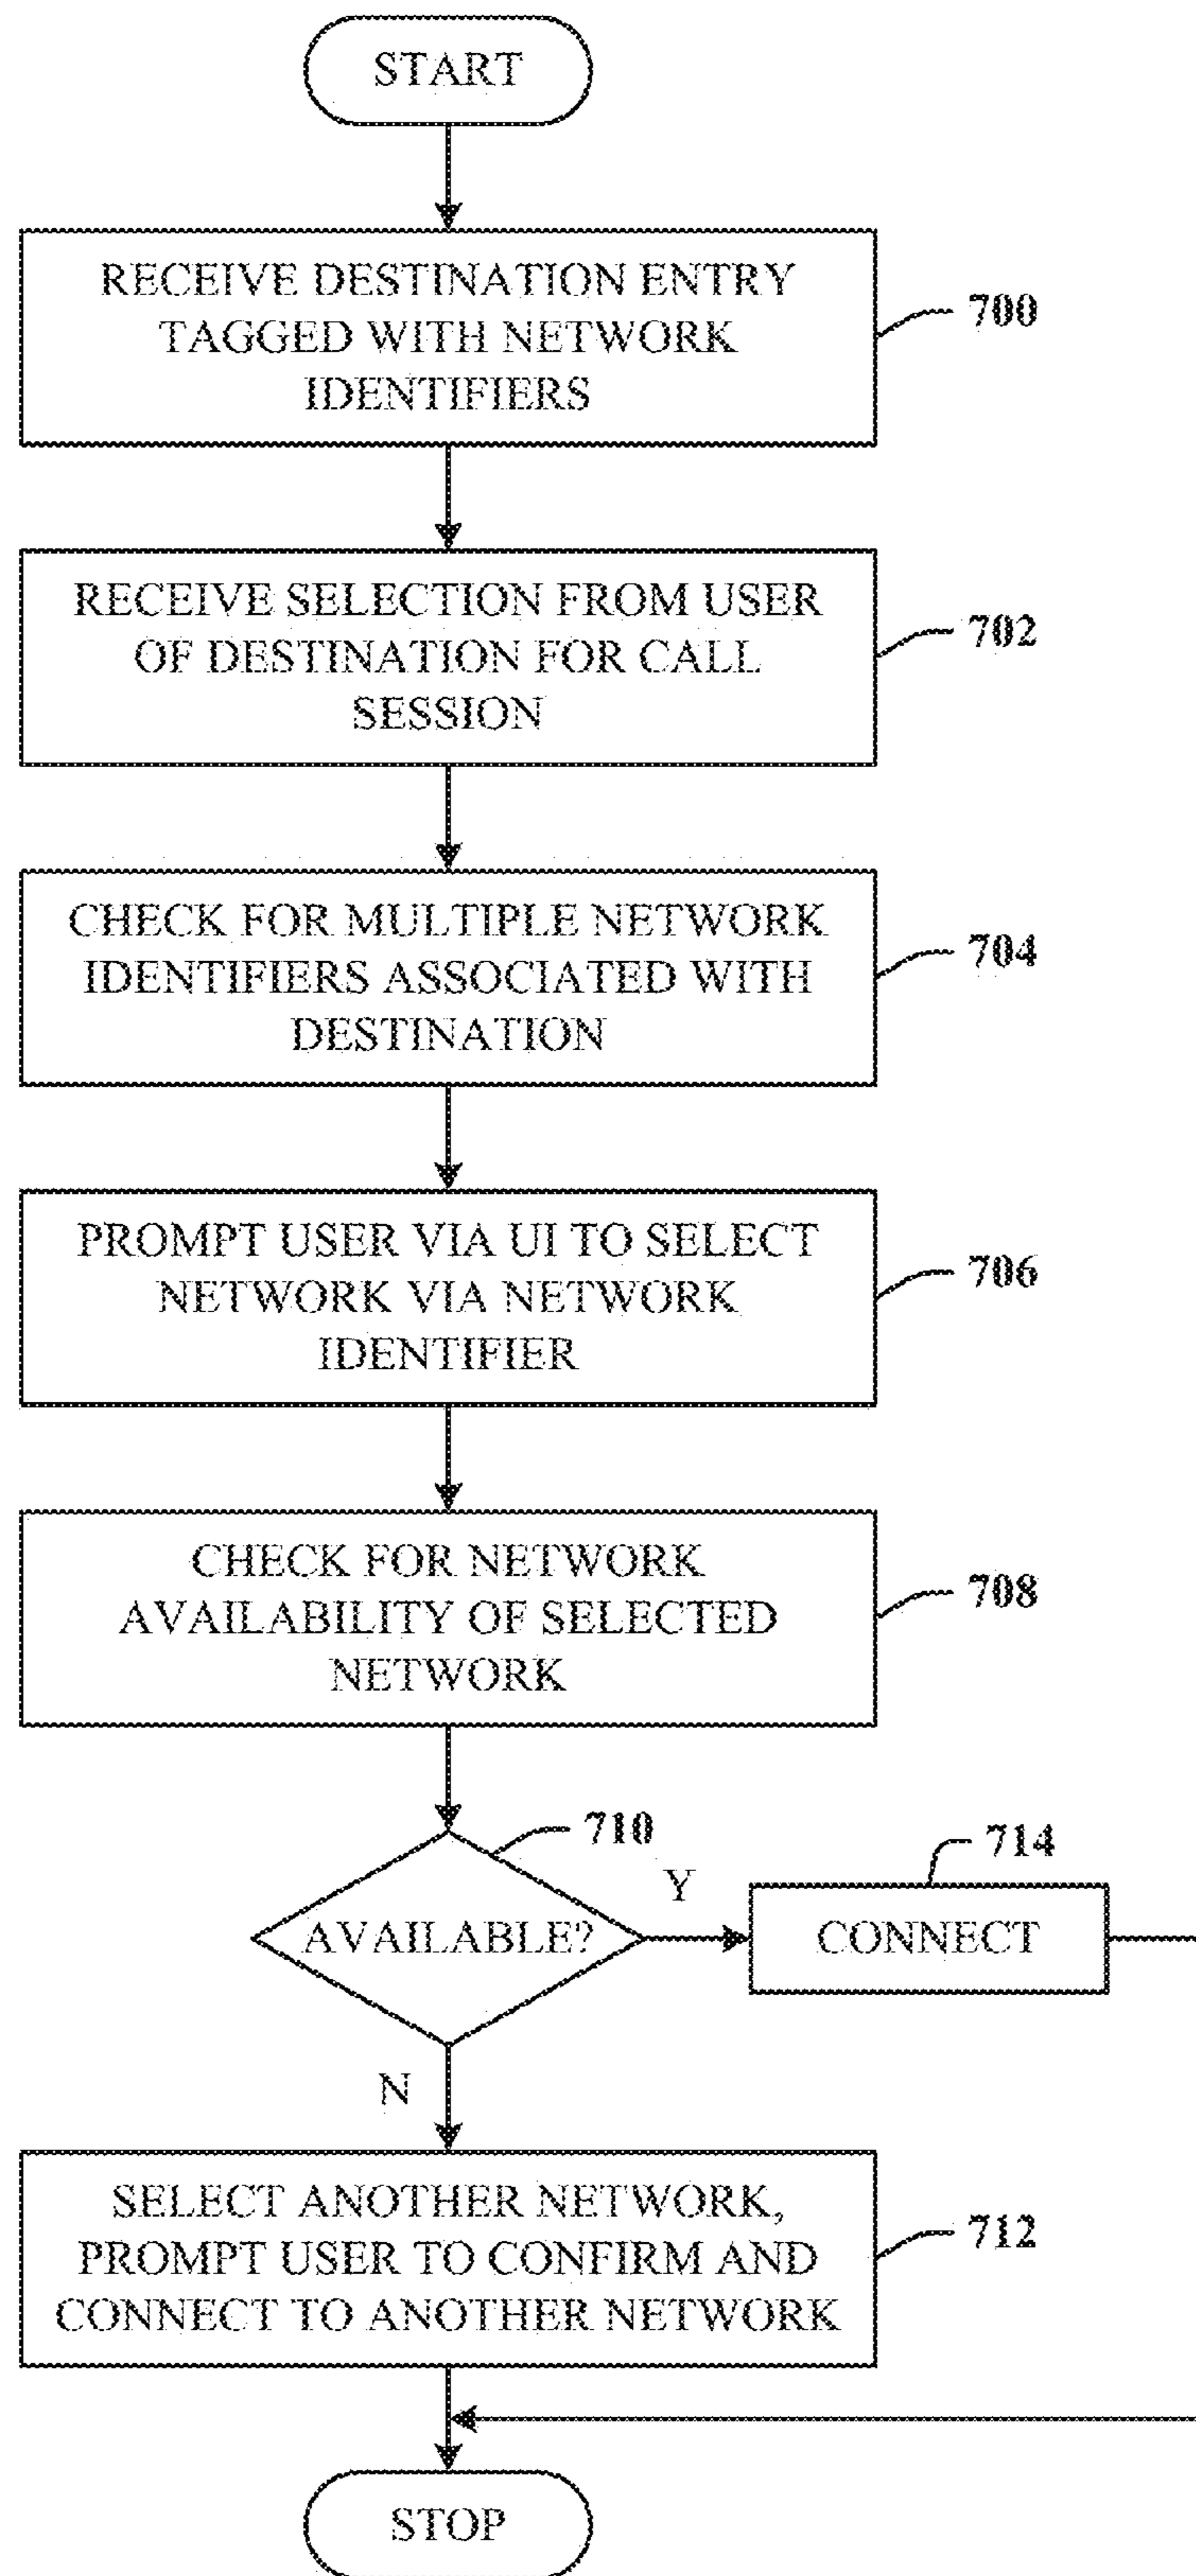 START
RECEIVE DESTINATION ENTRY
TAGGED WITH NETWORK
IDENTIFIERS
700
RECEIVE SELECTION FROM USER
OF DESTINATION FOR CALL
SESSION
702
CHECK FOR MULTIPLE NETWORK
IDENTIFIERS ASSOCIATED WITH
DESTINATION
704
PROMPT USER VIA UI TO SELECT
NETWORK VIA NETWORK
IDENTIFIER
706
CHECK FOR NETWORK
AVAILABILITY OF SELECTED
NETWORK
708
710
AVAILABLE?
Y
714
CONNECT
N
SELECT ANOTHER NETWORK,
PROMPT USER TO CONFIRM AND
CONNECT TO ANOTHER NETWORK
712
STOP